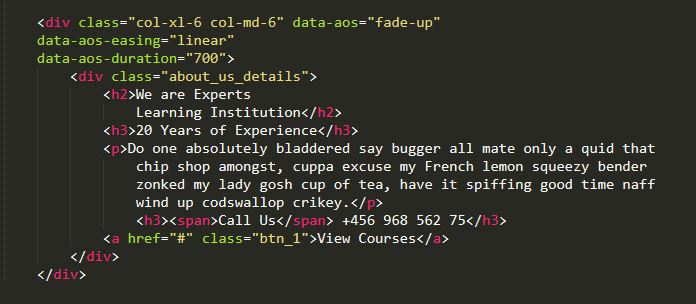 <div class="col-xl-6 col-md-6" data-aos="fade-up"
data-aos-easing="linear"
data-aos-duration="700">
<div class="about_us_details">
<h2>We are Experts
Learning Institution</h2>
<h3>20 Years of Experience</h3>
<p>Do one absolutely bladdered say bugger all mate only a quid that
chip shop amongst, cuppa excuse my French lemon squeezy bender
zonked my lady gosh cup of tea, have it spiffing good time naff
wind up codswallop crikey.</p>
<h3><span>Call Us</span> +456 968 562 75</h3>
<a href="#" class="btn_1">View Courses</a>
</div>
</div>